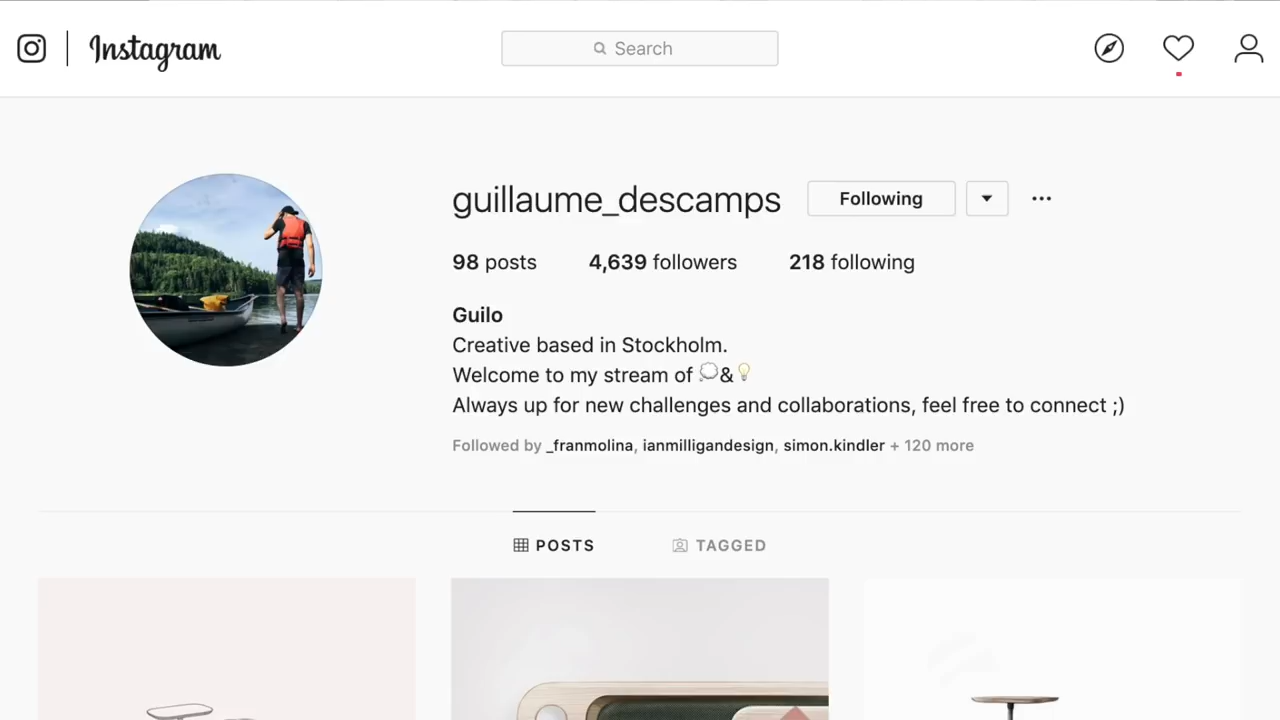 Instagram
Search
guillaume_descamps Following
98 posts 4,639 followers 218 following
Guilo
Creative based in Stockholm.
Welcome to my stream of 💭&💡
Always up for new challenges and collaborations, feel free to connect ;)
Followed by _franmolina, ianmilligandesign, simon.kindler + 120 more
POSTS TAGGED